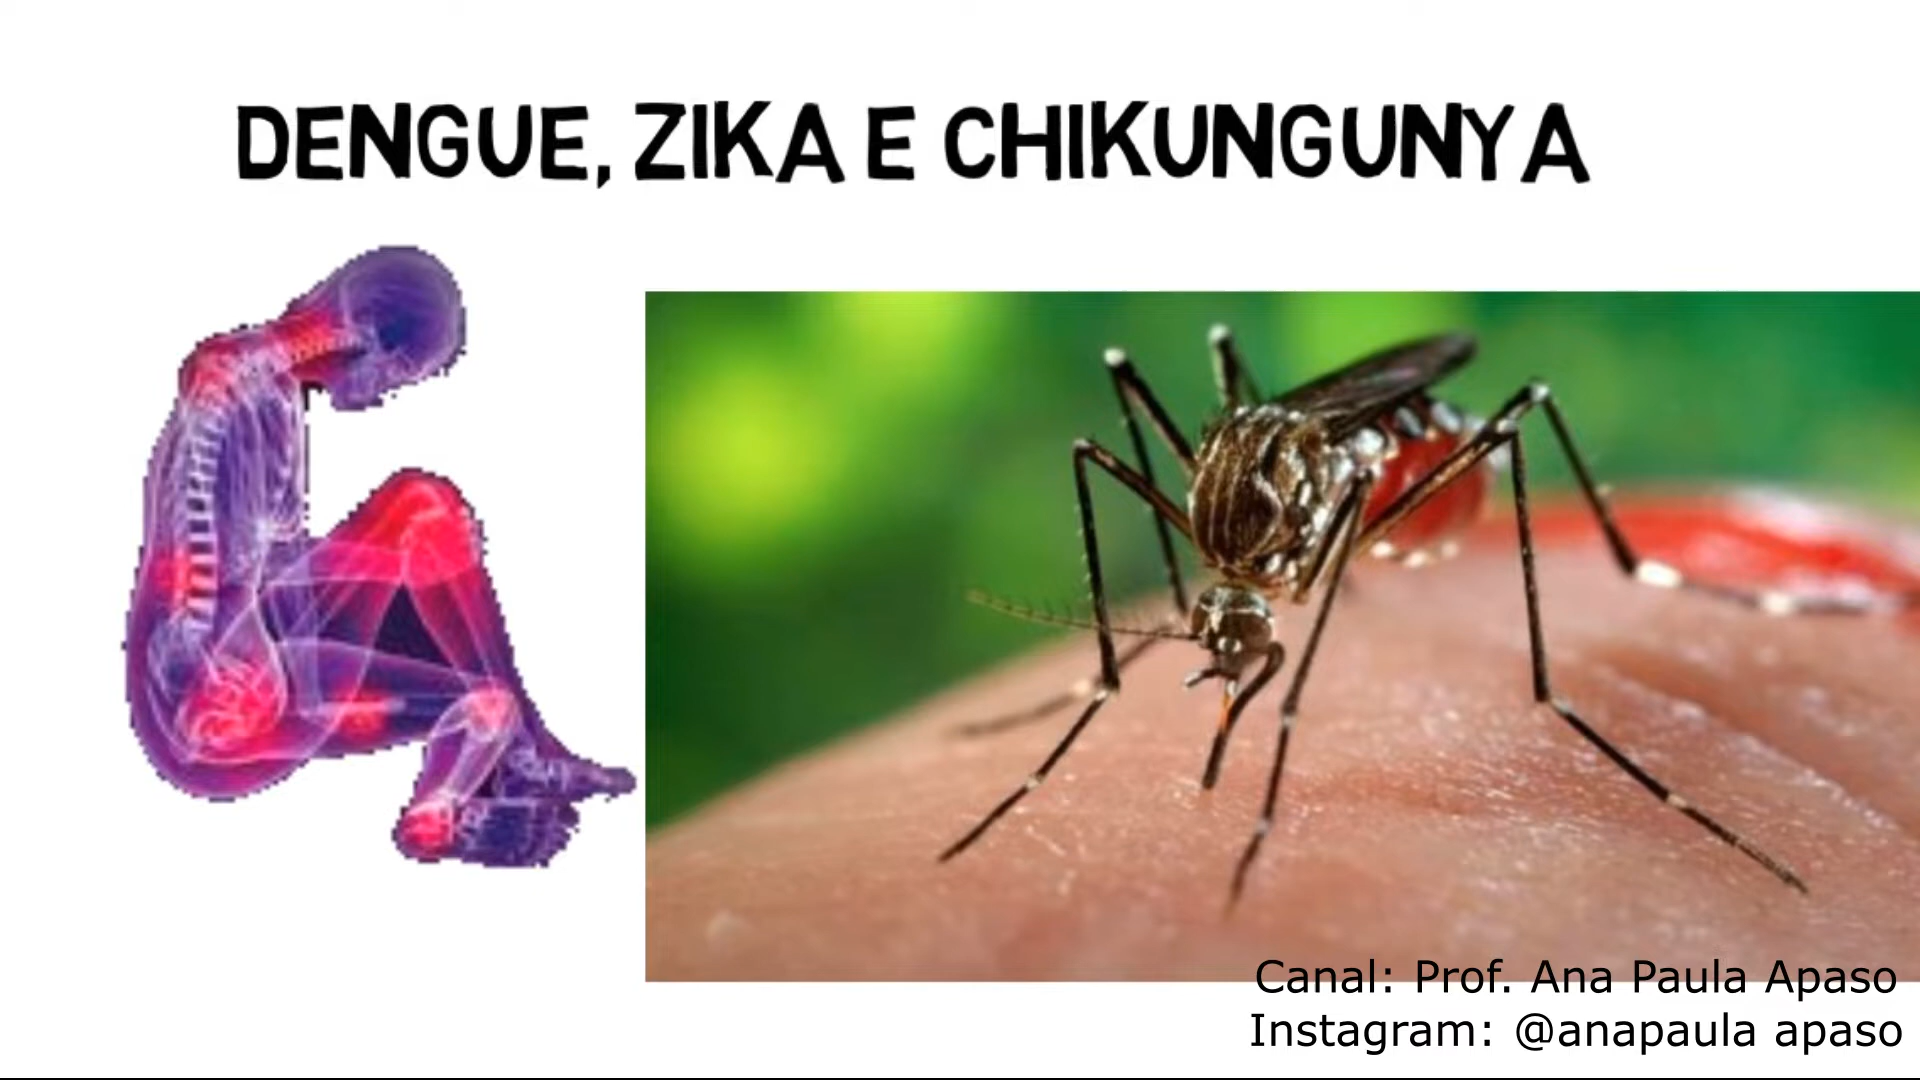 DENGUE, ZIKA E CHIKUNGUNYA
Canal: Prof. Ana Paula Apaso
Instagram: @anapaula apaso